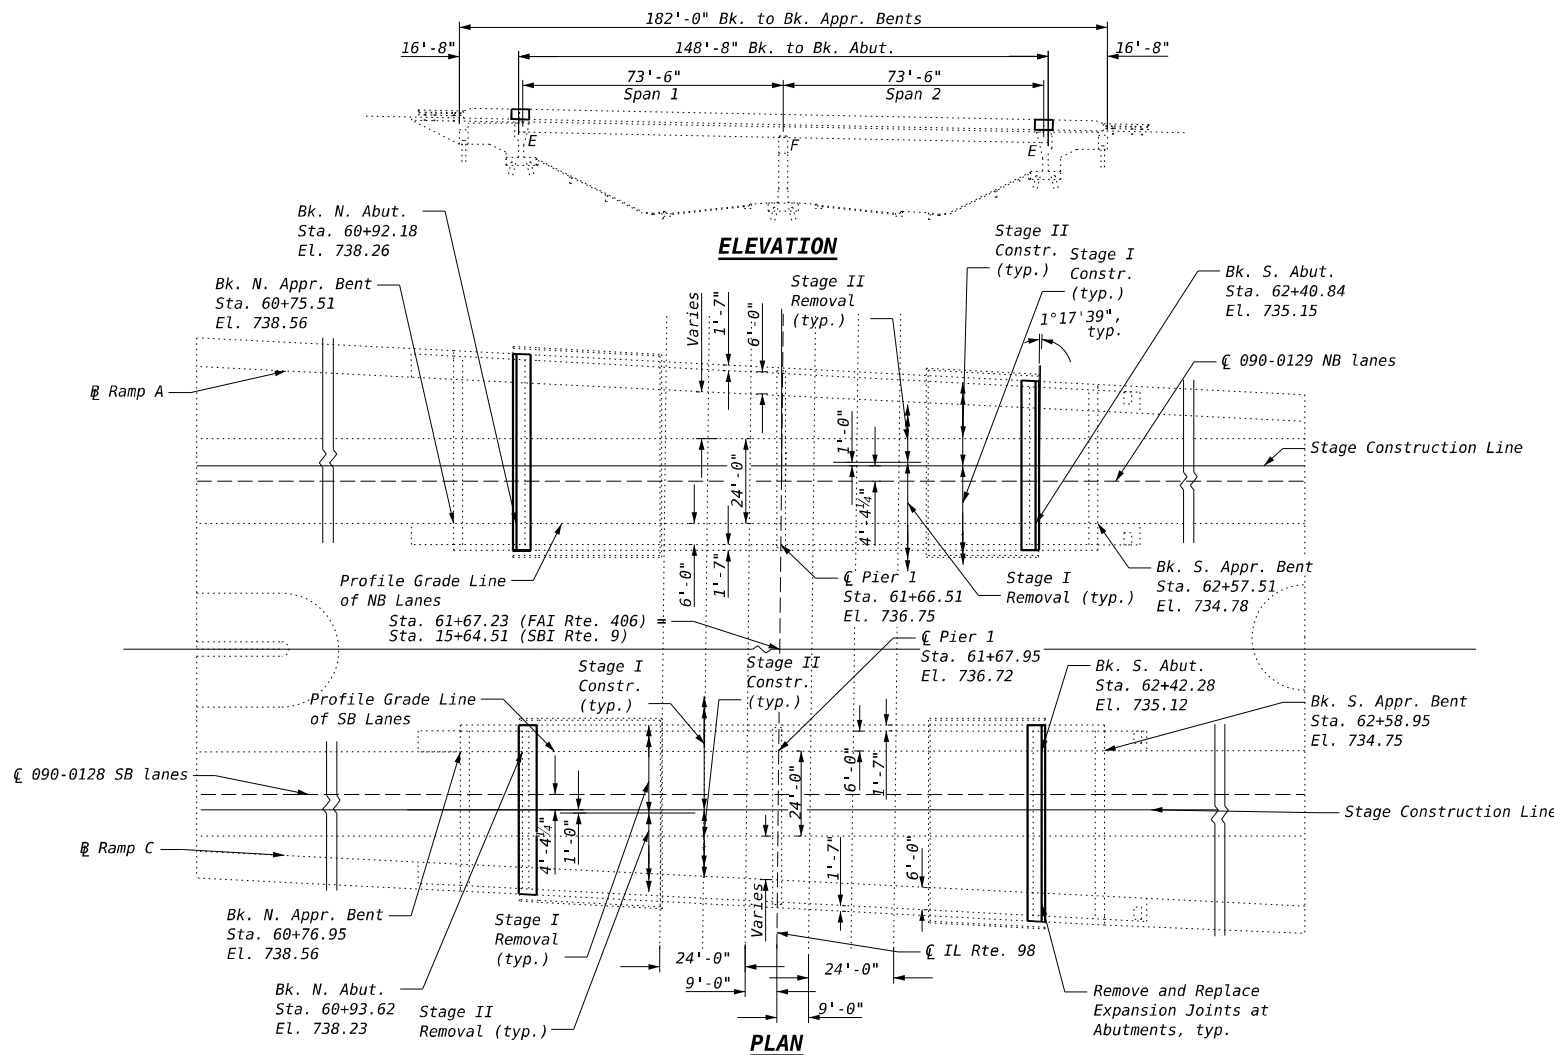 182'-0" Bk. to Bk. Appr. Bents
16'-8"
148'-8" Bk. to Bk. Abut.
16'-8"
73'-6"
Span 1
73'-6"
Span 2
E
F
E
ELEVATION
Bk. N. Abut.
Sta. 60+92.18
El. 738.26
Bk. N. Appr. Bent
Sta. 60+75.51
El. 738.56
Varies
1'-7"
6'-0"
Stage II
Removal
(typ.)
Stage II
Constr.
(typ.)
Stage I
Constr.
(typ.)
1°17'39",
typ.
Bk. S. Abut.
Sta. 62+40.84
El. 735.15
℄ 090-0129 NB lanes
Ramp A
Stage Construction Line
1'-0"
24'-0"
4'-4¼"
6'-0"
1'-7"
Profile Grade Line
of NB Lanes
℄ Pier 1
Sta. 61+66.51
El. 736.75
Stage I
Removal (typ.)
Bk. S. Appr. Bent
Sta. 62+57.51
El. 734.78
Sta. 61+67.23 (FAI Rte. 406) =
Sta. 15+64.51 (SBI Rte. 9)
℄ Pier 1
Sta. 61+67.95
El. 736.72
Stage I
Constr.
(typ.)
Stage II
Constr.
(typ.)
Bk. S. Abut.
Sta. 62+42.28
El. 735.12
Profile Grade Line
of SB Lanes
Bk. S. Appr. Bent
Sta. 62+58.95
El. 734.75
℄ 090-0128 SB lanes
6'-0"
1'-7"
24'-0"
Stage Construction Line
4'-4¼"
1'-0"
Ramp C
1'-7"
6'-0"
Varies
Bk. N. Appr. Bent
Sta. 60+76.95
El. 738.56
Stage I
Removal
(typ.)
℄ IL Rte. 98
24'-0"
24'-0"
9'-0"
9'-0"
Bk. N. Abut.
Sta. 60+93.62
El. 738.23
Stage II
Removal (typ.)
Remove and Replace
Expansion Joints at
Abutments, typ.
PLAN